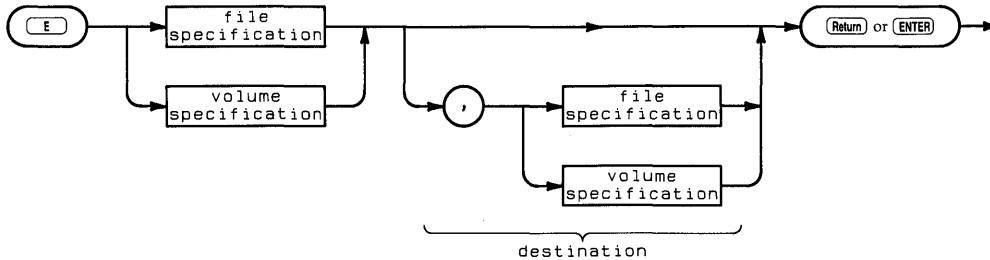 E
file
specification
volume
specification
,
file
specification
volume
specification
Return or ENTER
destination